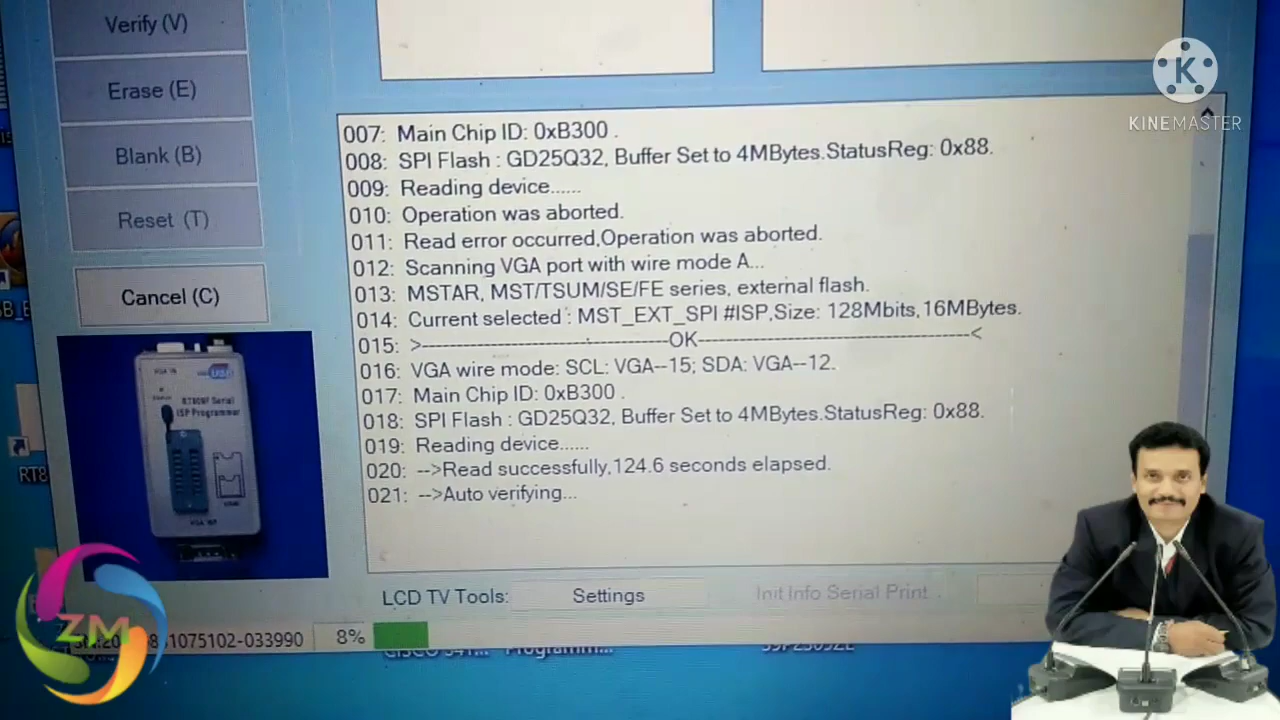 Verify (V)
Erase (E)
Blank (B)
Reset (T)
Cancel (C)
KINEMASTER
007: Main Chip ID: 0xB300 .
008: SPI Flash : GD25Q32, Buffer Set to 4MBytes.StatusReg: 0x88.
009: Reading device......
010: Operation was aborted.
011: Read error occurred,Operation was aborted.
012: Scanning VGA port with wire mode A...
013: MSTAR, MST/TSUM/SE/FE series, external flash.
014: Current selected : MST_EXT_SPI #ISP,Size: 128Mbits,16MBytes.
015: >--------------------------------OK-----------------------------------<
016: VGA wire mode: SCL: VGA--15; SDA: VGA--12.
017: Main Chip ID: 0xB300 .
018: SPI Flash : GD25Q32, Buffer Set to 4MBytes.StatusReg: 0x88.
019: Reading device......
020: -->Read successfully,124.6 seconds elapsed.
021: -->Auto verifying...
RT809F Serial
ISP Programmer
LCD TV Tools:
Settings
Init Info Serial Print
1075102-033990
8%
ZM
RT8